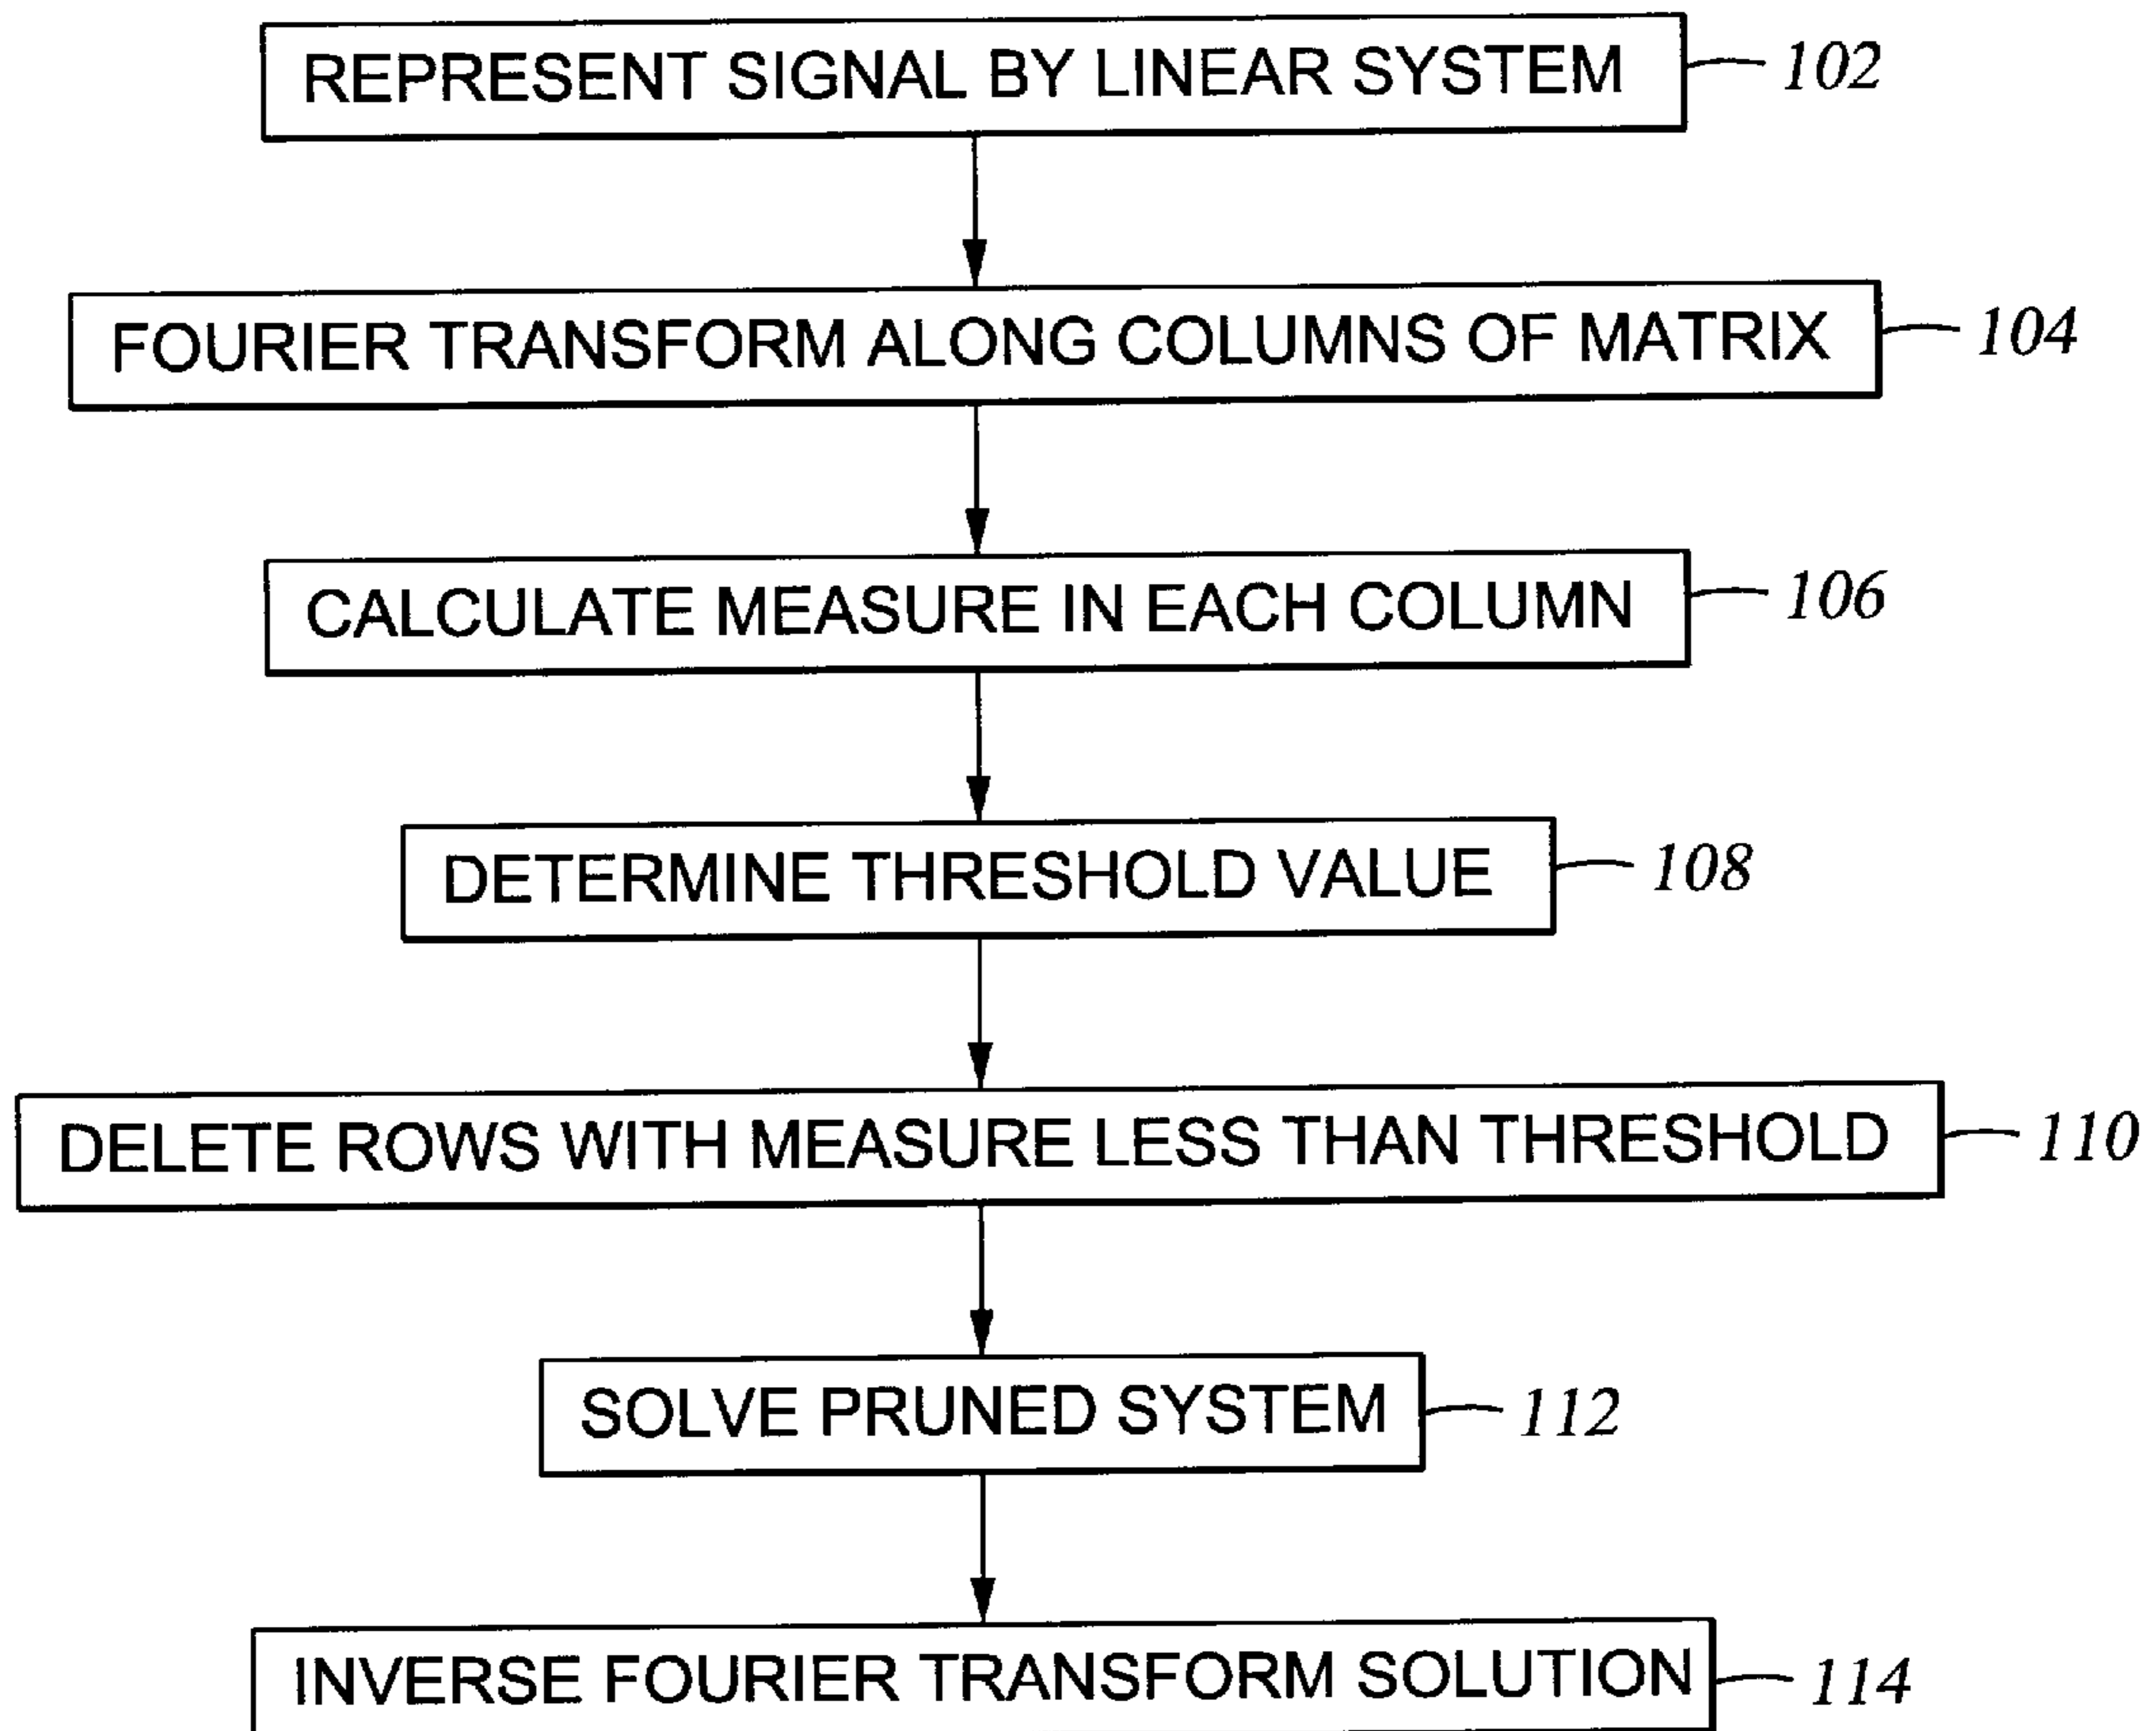 REPRESENT SIGNAL BY LINEAR SYSTEM 102
FOURIER TRANSFORM ALONG COLUMNS OF MATRIX 104
CALCULATE MEASURE IN EACH COLUMN 106
DETERMINE THRESHOLD VALUE 108
DELETE ROWS WITH MEASURE LESS THAN THRESHOLD 110
SOLVE PRUNED SYSTEM 112
INVERSE FOURIER TRANSFORM SOLUTION 114